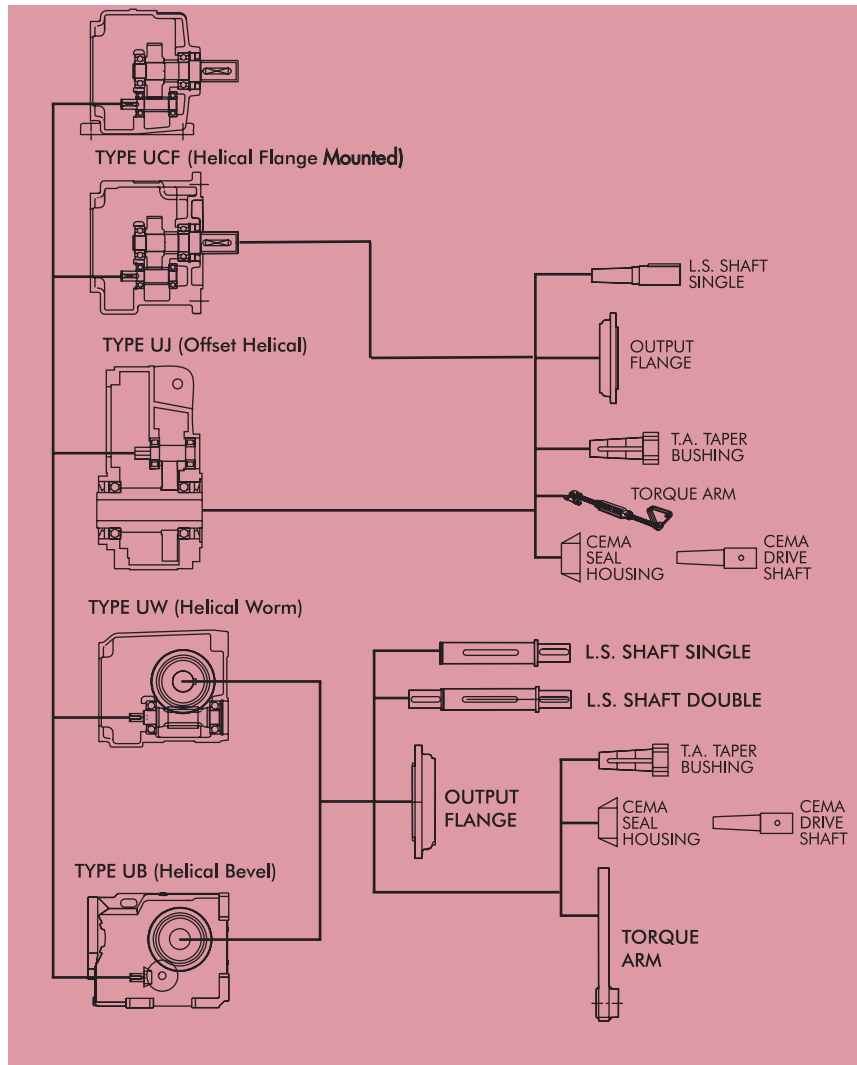 TYPE UCF (Helical Flange Mounted)
L.S. SHAFT
SINGLE
OUTPUT
FLANGE
TYPE UJ (Offset Helical)
T.A. TAPER
BUSHING
TORQUE ARM
CEMA
SEAL
HOUSING
CEMA
DRIVE
SHAFT
TYPE UW (Helical Worm)
L.S. SHAFT SINGLE
L.S. SHAFT DOUBLE
T.A. TAPER
BUSHING
OUTPUT
FLANGE
CEMA
SEAL
HOUSING
CEMA
DRIVE
SHAFT
TYPE UB (Helical Bevel)
TORQUE
ARM